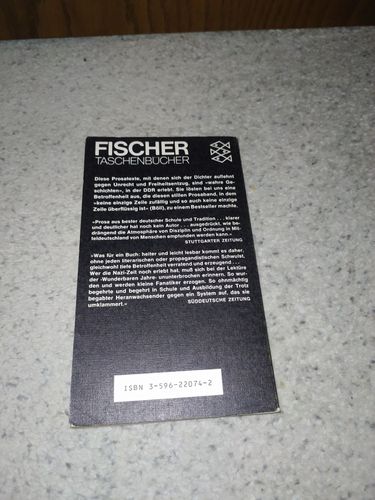 FISCHER
TASCHENBÜCHER
Diese Prosatexte, mit denen sich der Dichter auflehnt
gegen Unrecht und Freiheitsentzug, sind »wahre Ge-
schichten«, in der DDR erlebt. Sie lösten bei uns eine
Betroffenheit aus, die diesen stillen Prosaband, in dem
»keine einzige Zeile zufällig und so auch keine einzige
Zeile überflüssig ist« (Böll), zu einem Bestseller machte.
»Prosa aus bester deutscher Schule und Tradition . . . klarer
und deutlicher hat noch kein Autor . . . ausgedrückt, wie be-
drängend die Atmosphäre von Disziplin und Ordnung in Mit-
teldeutschland von Menschen empfunden werden kann.«
STUTTGARTER ZEITUNG
»Was für ein Buch: heiter und leicht lesbar kommt es daher,
ohne jeden literarischen oder propagandistischen Schwulst,
gleichwohl tiefe Betroffenheit verratend und erzeugend . . .
Wer die Nazi-Zeit noch erlebt hat, muß sich bei der Lektüre
der ›Wunderbaren Jahre‹ ununterbrochen erinnern. So wur-
den und werden kleine Fanatiker erzogen. So ohnmächtig
begehrte und begehrt in Schule und Ausbildung der Trotz
begabter Heranwachsender gegen ein System auf, das sie
umklammert.«
SÜDDEUTSCHE ZEITUNG
ISBN 3-596-22074-2